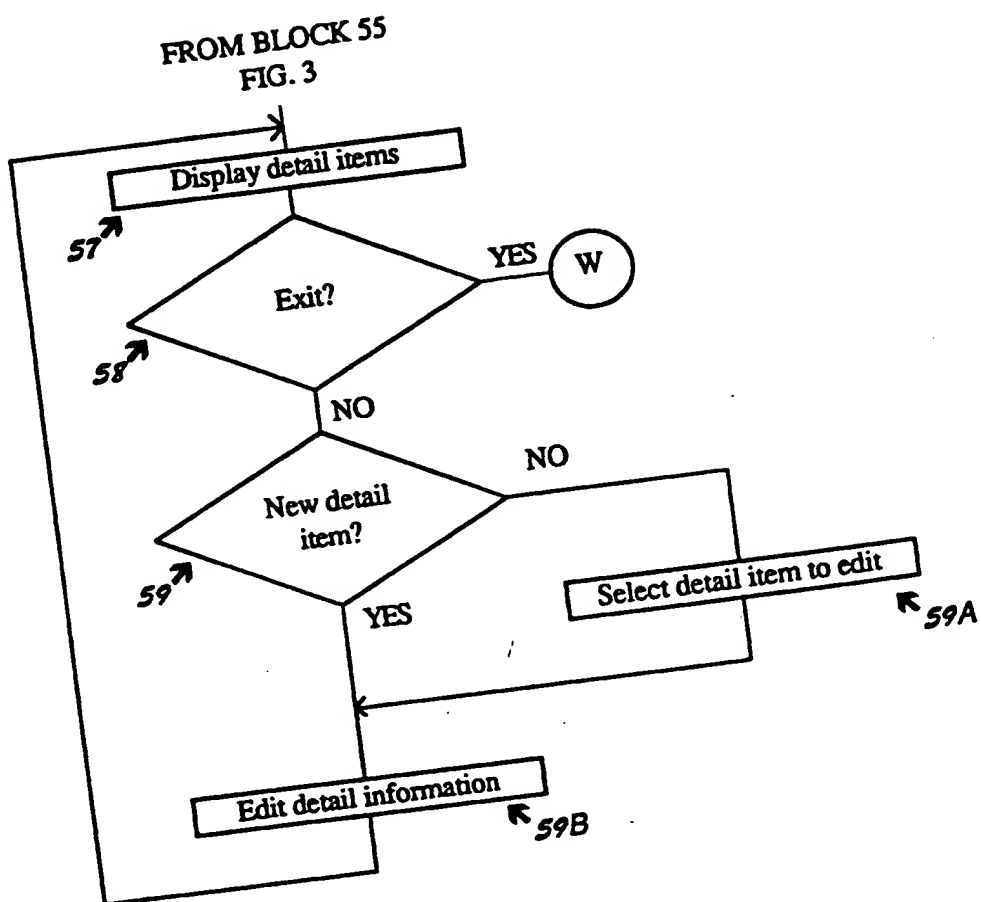 FROM BLOCK 55
FIG. 3
Display detail items
57
YES
W
Exit?
58
NO
NO
New detail
item?
59
Select detail item to edit
59A
YES
Edit detail information
59B